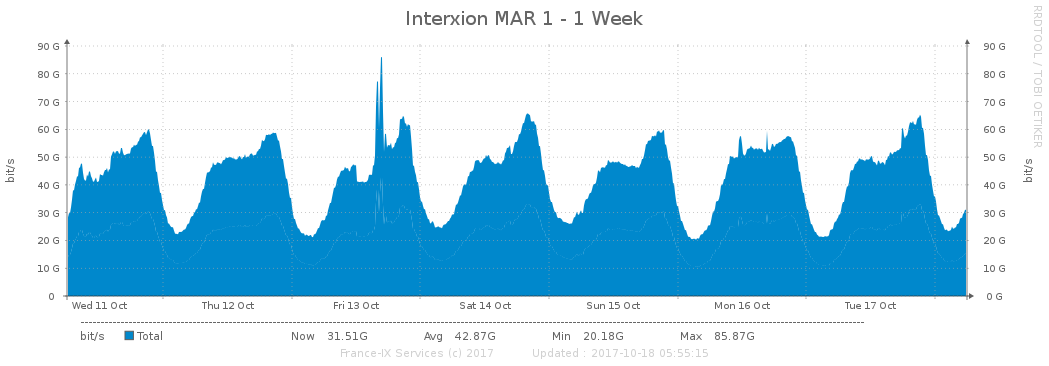 Interxion MAR 1 - 1 Week
RRDTOOL / TOBI OETIKER
90 G 90 G
80 G 80 G
70 G 70 G
60 G 60 G
50 G 50 G
40 G 40 G
30 G 30 G
20 G 20 G
10 G 10 G
0 0 G
bit/s bit/s
Wed 11 Oct Thu 12 Oct Fri 13 Oct Sat 14 Oct Sun 15 Oct Mon 16 Oct Tue 17 Oct
bit/s Total Now 31.51G Avg 42.87G Min 20.18G Max 85.87G
France-IX Services (c) 2017 Updated : 2017-10-18 05:55:15